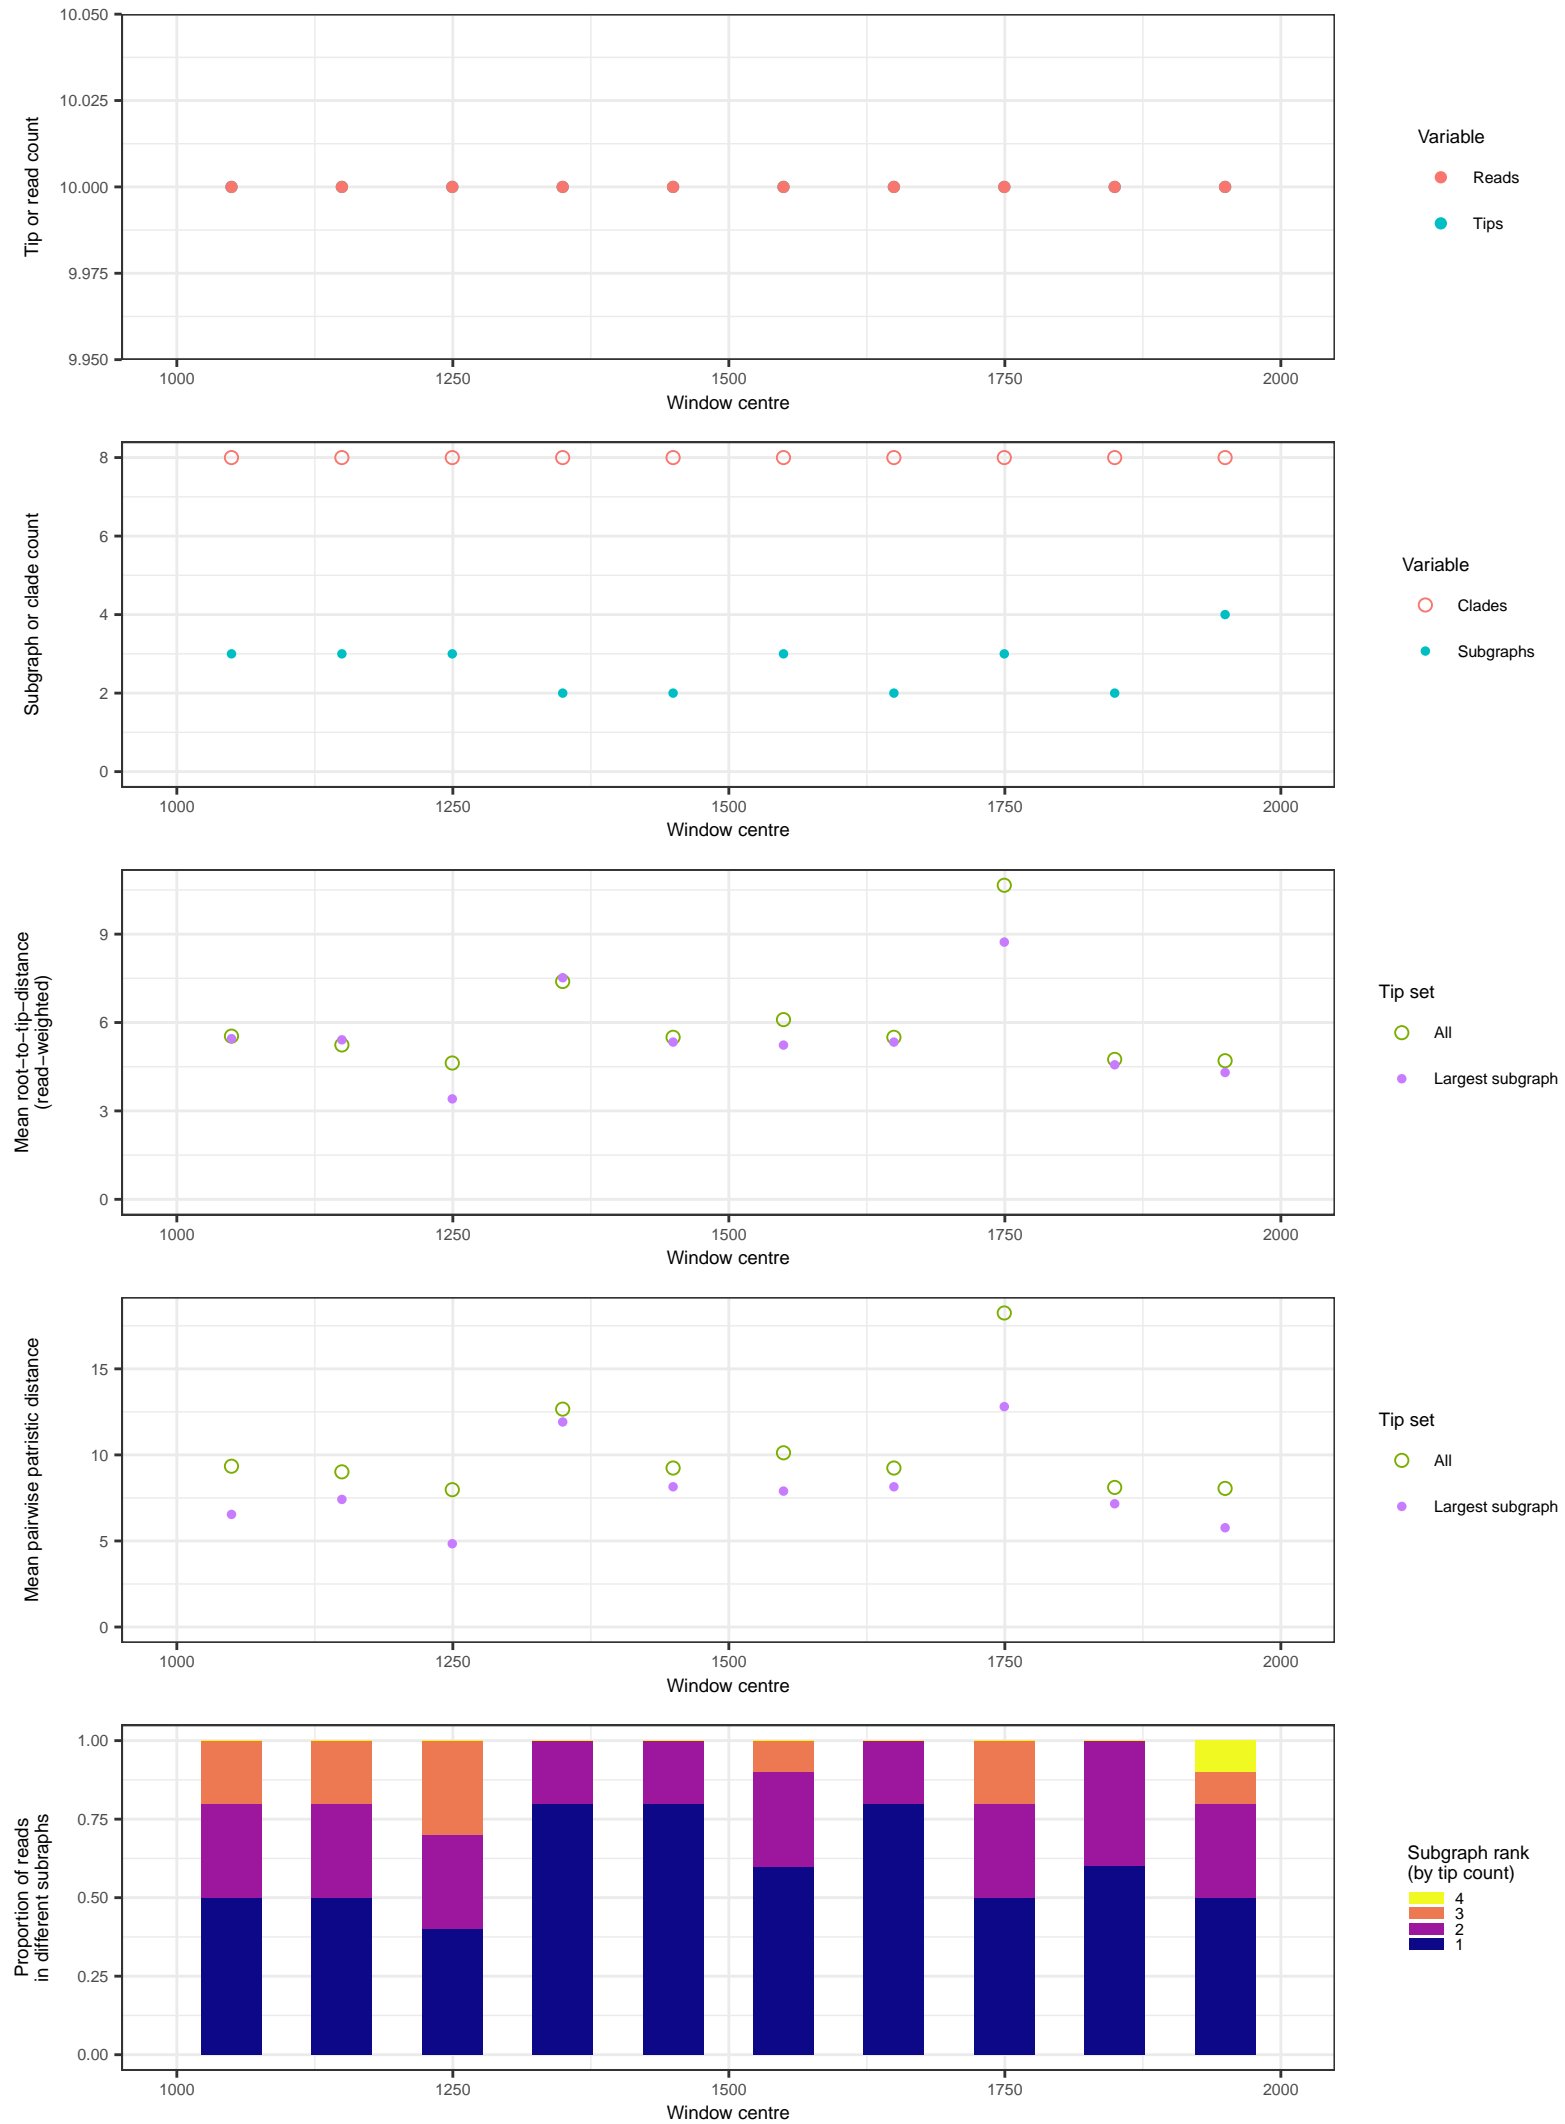 10.050
10.025
10.000
9.975
9.950
Tip or read count
1000 1250 1500 1750 2000
Window centre
Variable
Reads
Tips
8
6
4
2
0
Subgraph or clade count
1000 1250 1500 1750 2000
Window centre
Variable
Clades
Subgraphs
9
6
3
0
Mean root−to−tip−distance
(read−weighted)
1000 1250 1500 1750 2000
Window centre
Tip set
All
Largest subgraph
15
10
5
0
Mean pairwise patristic distance
1000 1250 1500 1750 2000
Window centre
Tip set
All
Largest subgraph
1.00
0.75
0.50
0.25
0.00
Proportion of reads
in different subraphs
1000 1250 1500 1750 2000
Window centre
Subgraph rank
(by tip count)
4
3
2
1